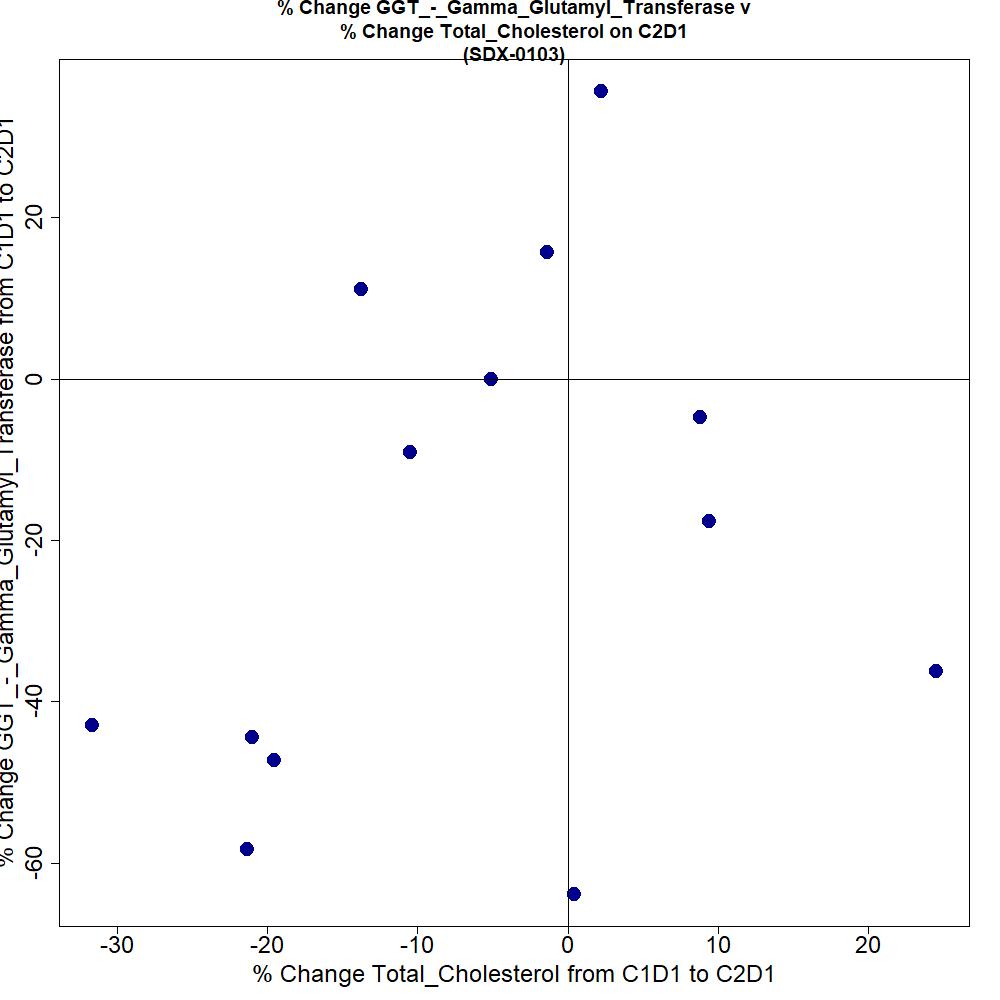 % Change GGT_-_Gamma_Glutamyl_Transferase v
% Change Total_Cholesterol on C2D1
(SDX-0103)
% Change GGT_-_Gamma_Glutamyl_Transferase from C1D1 to C2D1
20
0
-20
-40
-60
-30
-20
-10
0
10
20
% Change Total_Cholesterol from C1D1 to C2D1